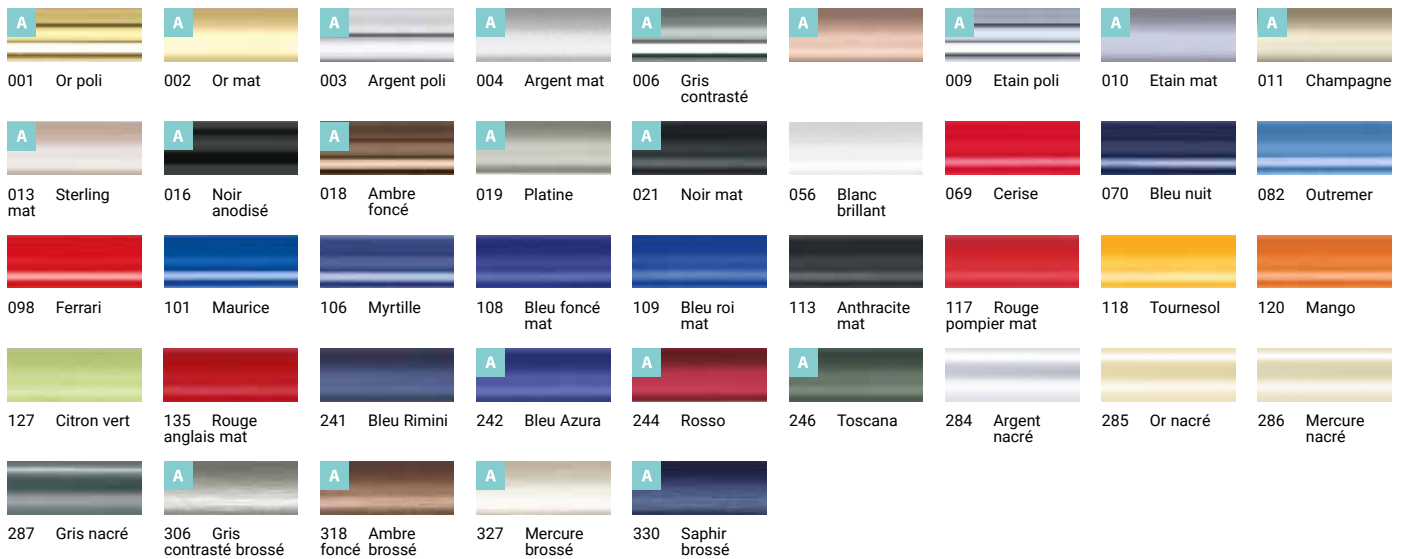 A A A A A A A A
001 Or poli 002 Or mat 003 Argent poli 004 Argent mat 006 Gris 009 Etain poli 010 Etain mat 011 Champagne
contrasté
A A A A A
013 Sterling 016 Noir 018 Ambre 019 Platine 021 Noir mat 056 Blanc 069 Cerise 070 Bleu nuit 082 Outremer
mat anodisé foncé brillant
098 Ferrari 101 Maurice 106 Myrtille 108 Bleu foncé 109 Bleu roi 113 Anthracite 117 Rouge 118 Tournesol 120 Mango
mat mat mat pompier mat
A A A
127 Citron vert 135 Rouge 241 Bleu Rimini 242 Bleu Azura 244 Rosso 246 Toscana 284 Argent 285 Or nacré 286 Mercure
anglais mat nacré nacré
A A A A
287 Gris nacré 306 Gris 318 Ambre 327 Mercure 330 Saphir
contrasté brossé foncé brossé brossé brossé